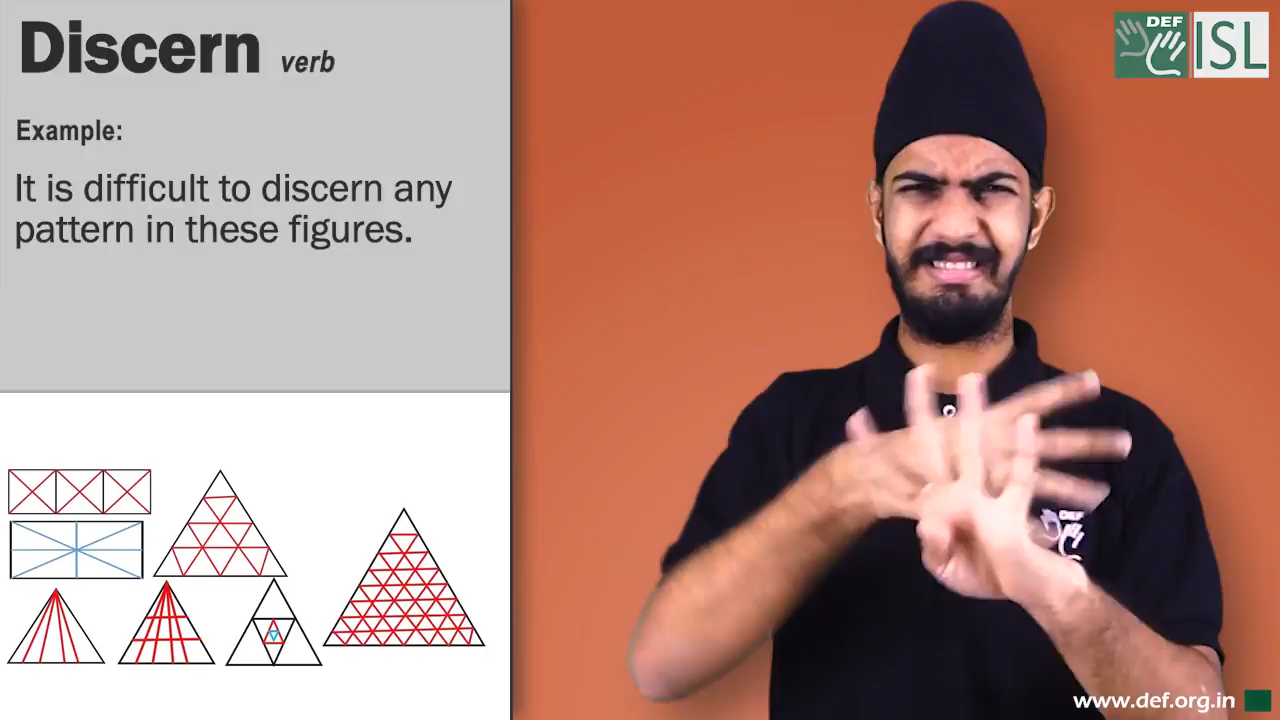 Discern verb
Example:
It is difficult to discern any
pattern in these figures.
DEF
ISL
DEF
www.def.org.in